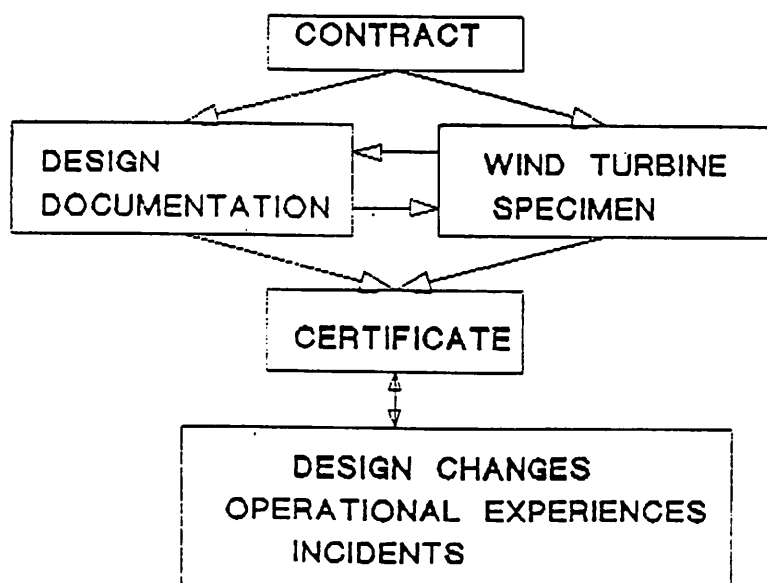 CONTRACT
DESIGN
DOCUMENTATION
WIND TURBINE
SPECIMEN
CERTIFICATE
DESIGN CHANGES
OPERATIONAL EXPERIENCES
INCIDENTS